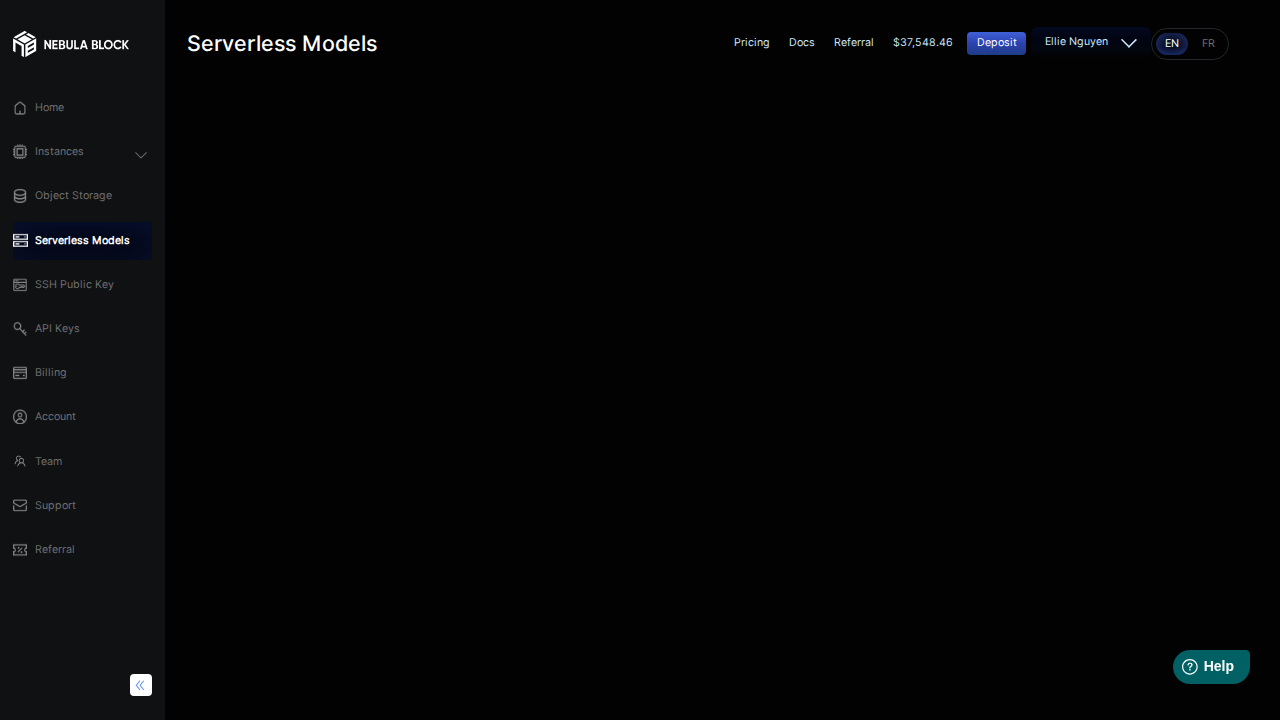 NEBULA BLOCK
Serverless Models
Pricing
Docs
Referral
$37,548.46
Deposit
Ellie Nguyen
EN
FR
Home
Instances
Object Storage
Serverless Models
SSH Public Key
API Keys
Billing
Account
Team
Support
Referral
Help